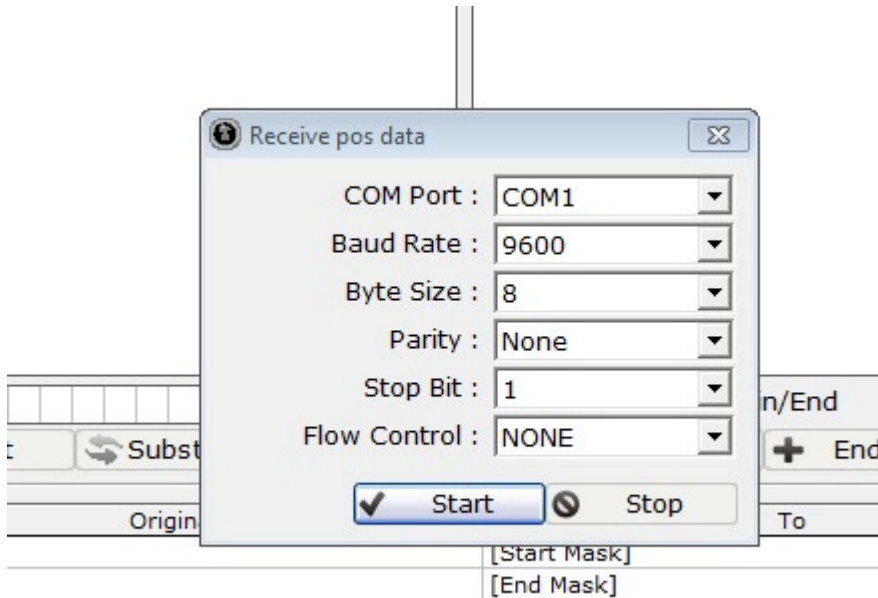 Receive pos data
COM Port : COM1
Baud Rate : 9600
Byte Size : 8
Parity : None
Stop Bit : 1
Flow Control : NONE
in/End
Subst
End
Start Stop
Origin
To
[Start Mask]
[End Mask]